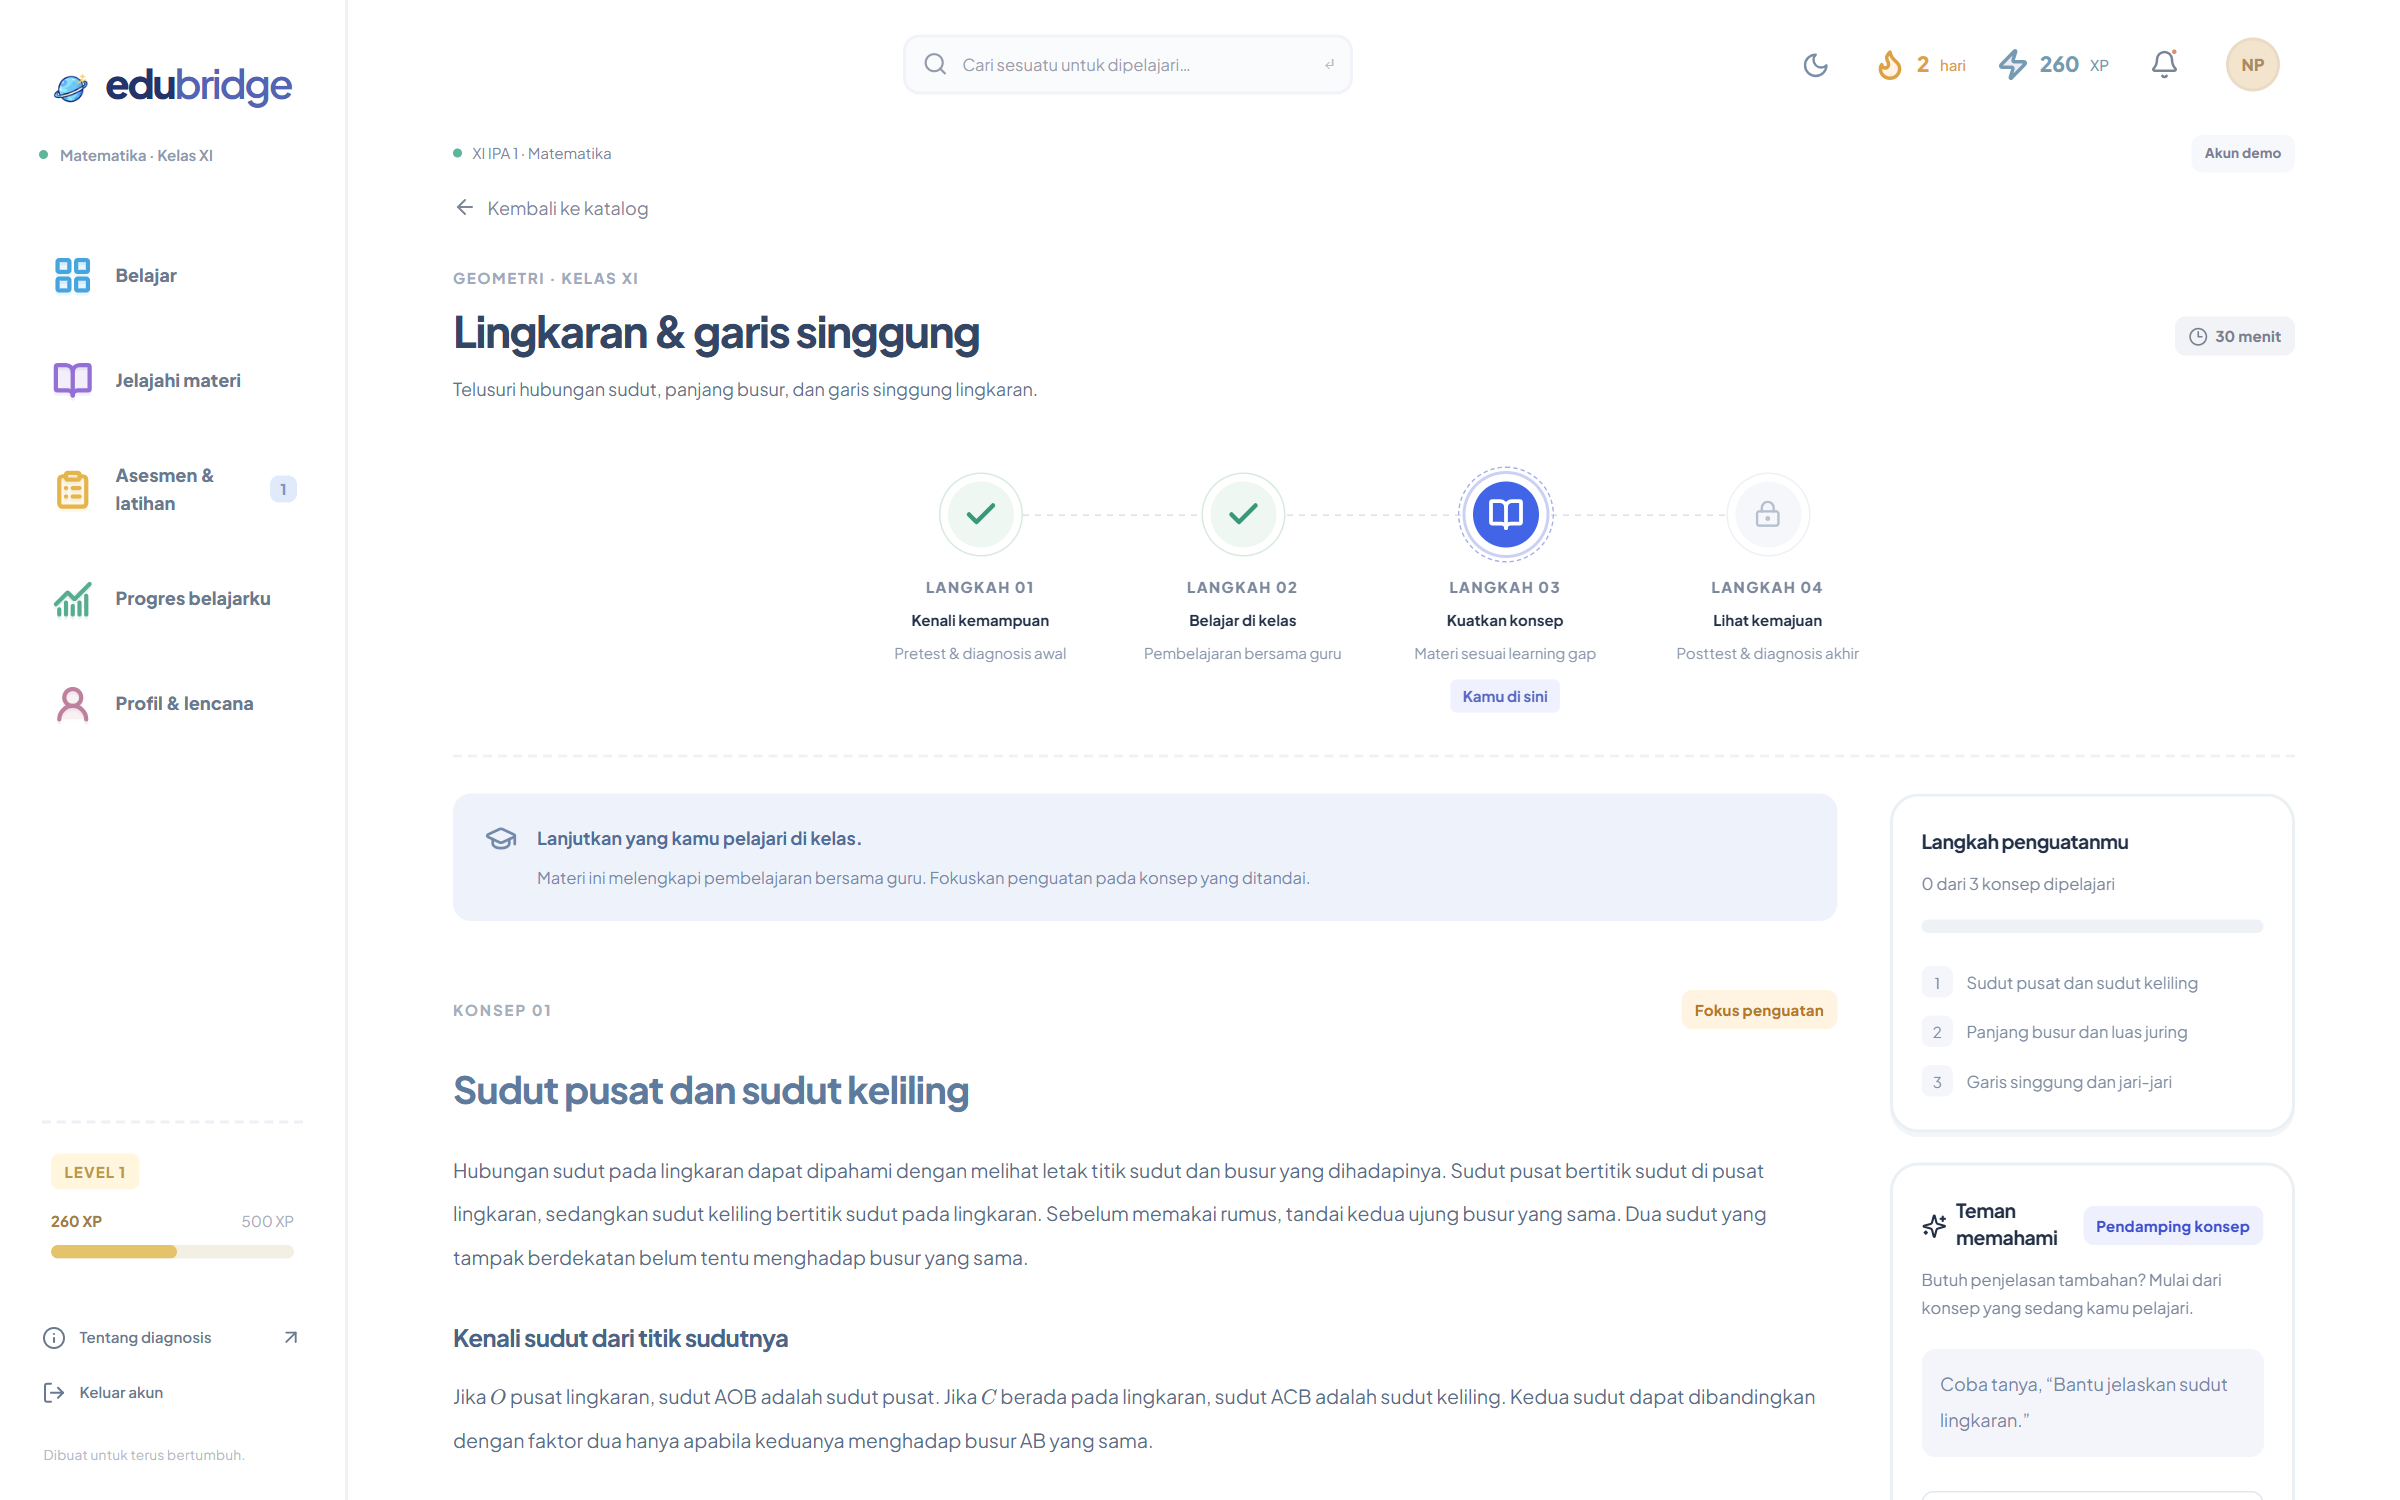 edubridge
Matematika · Kelas XI
Belajar
Jelajahi materi
Asesmen &
latihan
1
Progres belajarku
Profil & lencana
LEVEL 1
260 XP
500 XP
Tentang diagnosis
Keluar akun
Dibuat untuk terus bertumbuh.
Cari sesuatu untuk dipelajari...
2 hari
260 XP
NP
XI IPA 1 · Matematika
Akun demo
Kembali ke katalog
GEOMETRI · KELAS XI
Lingkaran & garis singgung
30 menit
Telusuri hubungan sudut, panjang busur, dan garis singgung lingkaran.
LANGKAH 01
Kenali kemampuan
Pretest & diagnosis awal
LANGKAH 02
Belajar di kelas
Pembelajaran bersama guru
LANGKAH 03
Kuatkan konsep
Materi sesuai learning gap
Kamu di sini
LANGKAH 04
Lihat kemajuan
Posttest & diagnosis akhir
Lanjutkan yang kamu pelajari di kelas.
Materi ini melengkapi pembelajaran bersama guru. Fokuskan penguatan pada konsep yang ditandai.
KONSEP 01
Fokus penguatan
Sudut pusat dan sudut keliling
Hubungan sudut pada lingkaran dapat dipahami dengan melihat letak titik sudut dan busur yang dihadapinya. Sudut pusat bertitik sudut di pusat
lingkaran, sedangkan sudut keliling bertitik sudut pada lingkaran. Sebelum memakai rumus, tandai kedua ujung busur yang sama. Dua sudut yang
tampak berdekatan belum tentu menghadap busur yang sama.
Kenali sudut dari titik sudutnya
Jika O pusat lingkaran, sudut AOB adalah sudut pusat. Jika C berada pada lingkaran, sudut ACB adalah sudut keliling. Kedua sudut dapat dibandingkan
dengan faktor dua hanya apabila keduanya menghadap busur AB yang sama.
Langkah penguatanmu
0 dari 3 konsep dipelajari
1 Sudut pusat dan sudut keliling
2 Panjang busur dan luas juring
3 Garis singgung dan jari-jari
Teman
memahami
Pendamping konsep
Butuh penjelasan tambahan? Mulai dari
konsep yang sedang kamu pelajari.
Coba tanya, “Bantu jelaskan sudut
lingkaran.”